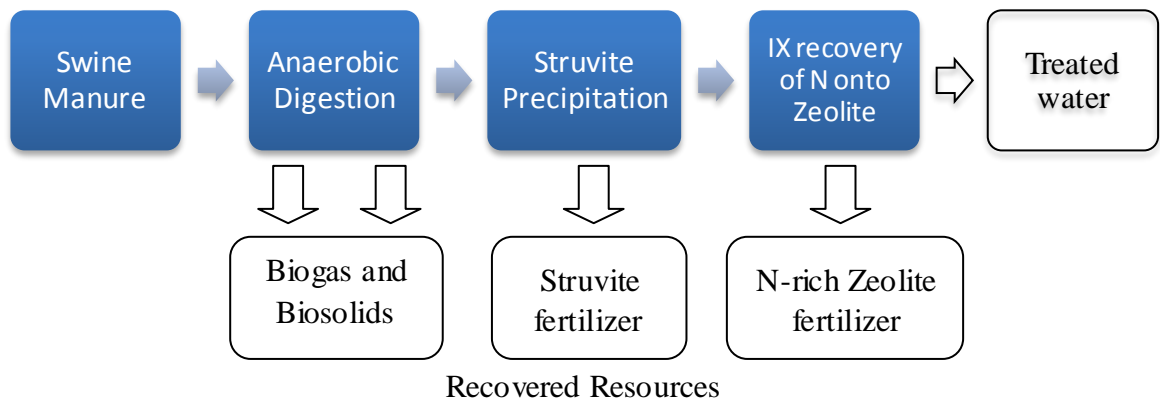 Swine
Manure
Anaerobic
Digestion
Struvite
Precipitation
IX recovery
of N onto
Zeolite
Treated
water
Biogas and
Biosolids
Struvite
fertilizer
N-rich Zeolite
fertilizer
Recovered Resources